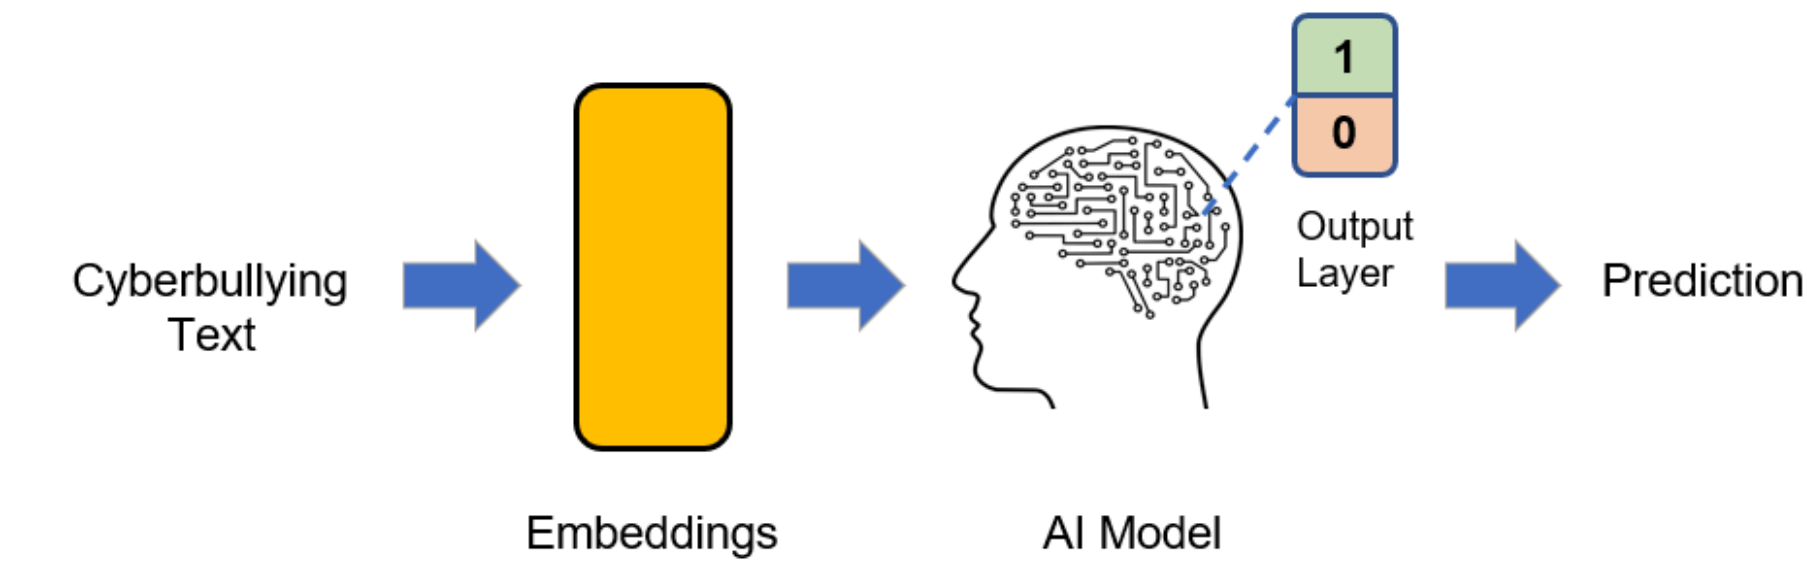 Cyberbullying
Text
Embeddings
AI Model
1
0
Output
Layer
Prediction